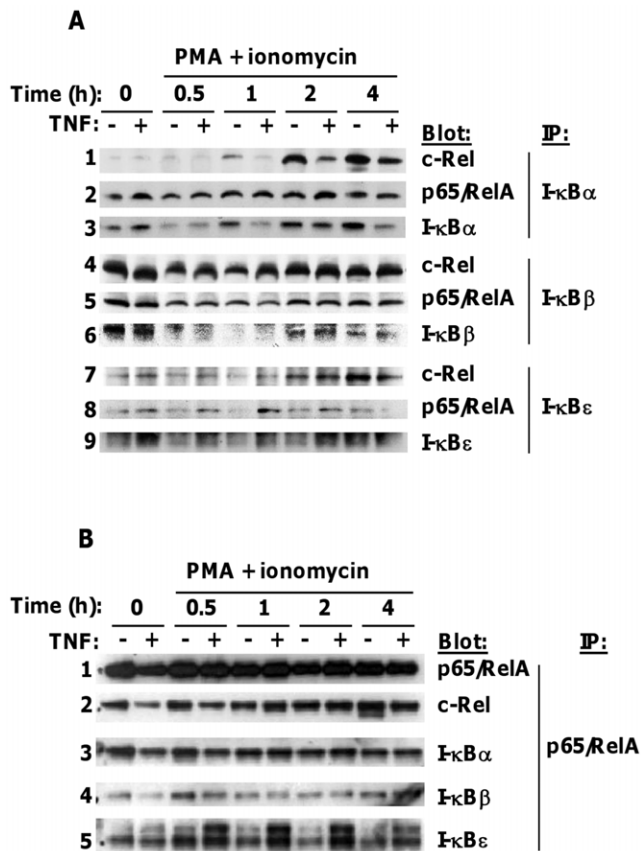 A
PMA + ionomycin
Time (h): 0 0.5 1 2 4
TNF: - + - + - + - + - + Blot: IP:
1 c-Rel
2 p65/RelA I-κBα
3 I-κBα
4 c-Rel
5 p65/RelA I-κBβ
6 I-κBβ
7 c-Rel
8 p65/RelA I-κBε
9 I-κBε
B
PMA + ionomycin
Time (h): 0 0.5 1 2 4
TNF: - + - + - + - + - + Blot: IP:
1 p65/RelA
2 c-Rel
3 I-κBα p65/RelA
4 I-κBβ
5 I-κBε